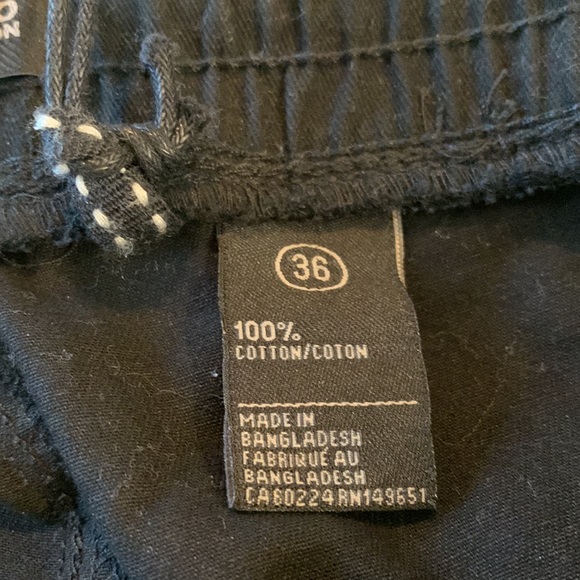 36
100%
COTTON/COTON
MADE IN
BANGLADESH
FABRIQUÉ AU
BANGLADESH
CA60224 RN149651